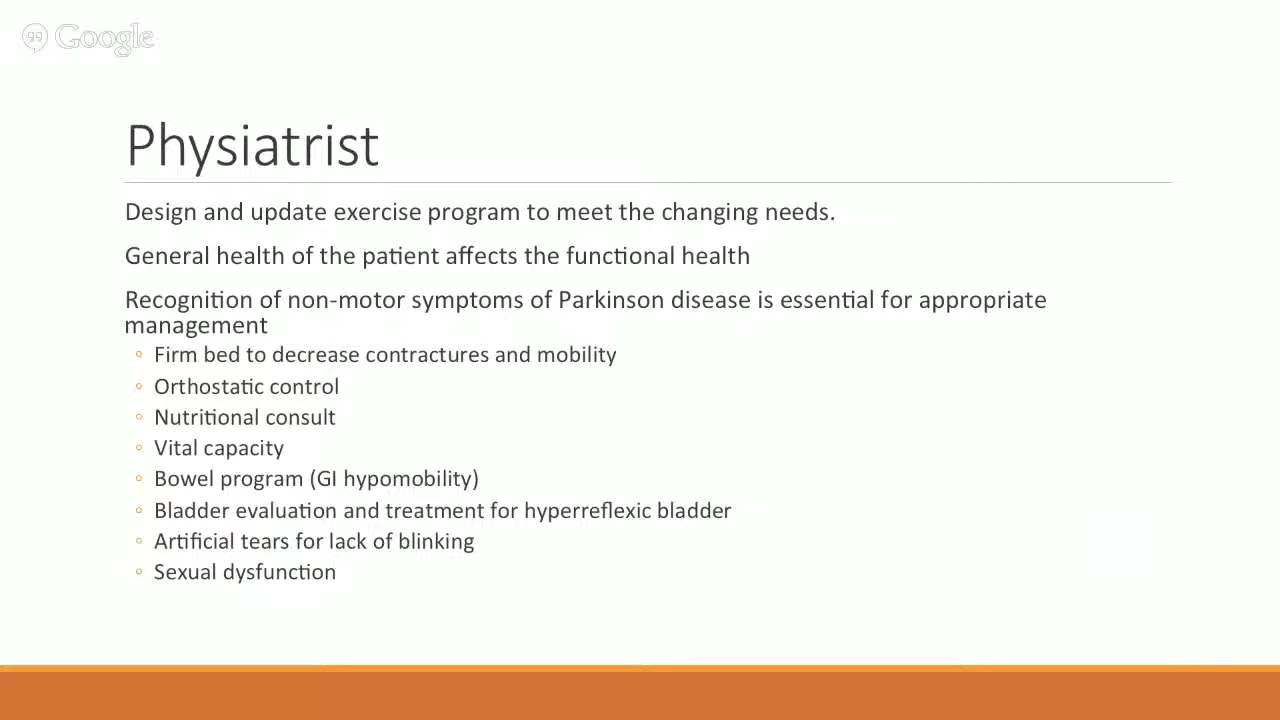 Google
Physiatrist
Design and update exercise program to meet the changing needs.
General health of the patient affects the functional health
Recognition of non-motor symptoms of Parkinson disease is essential for appropriate
management
◦ Firm bed to decrease contractures and mobility
◦ Orthostatic control
◦ Nutritional consult
◦ Vital capacity
◦ Bowel program (GI hypomobility)
◦ Bladder evaluation and treatment for hyperreflexic bladder
◦ Artificial tears for lack of blinking
◦ Sexual dysfunction